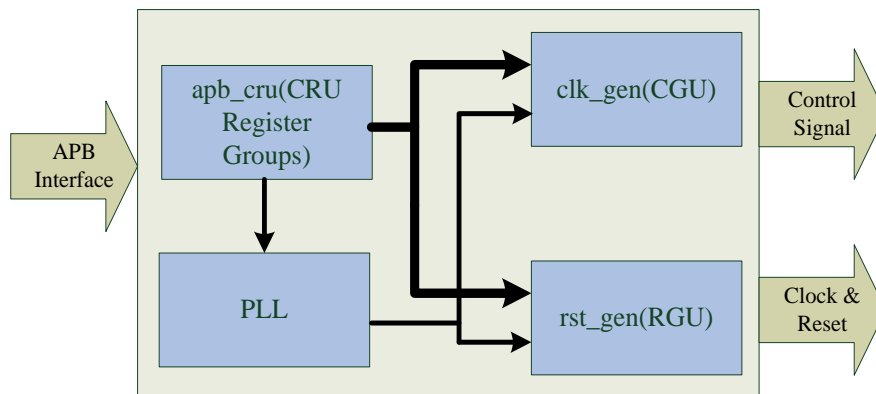 APB
Interface
apb_cru(CRU
Register
Groups)
PLL
clk_gen(CGU)
rst_gen(RGU)
Control
Signal
Clock &
Reset